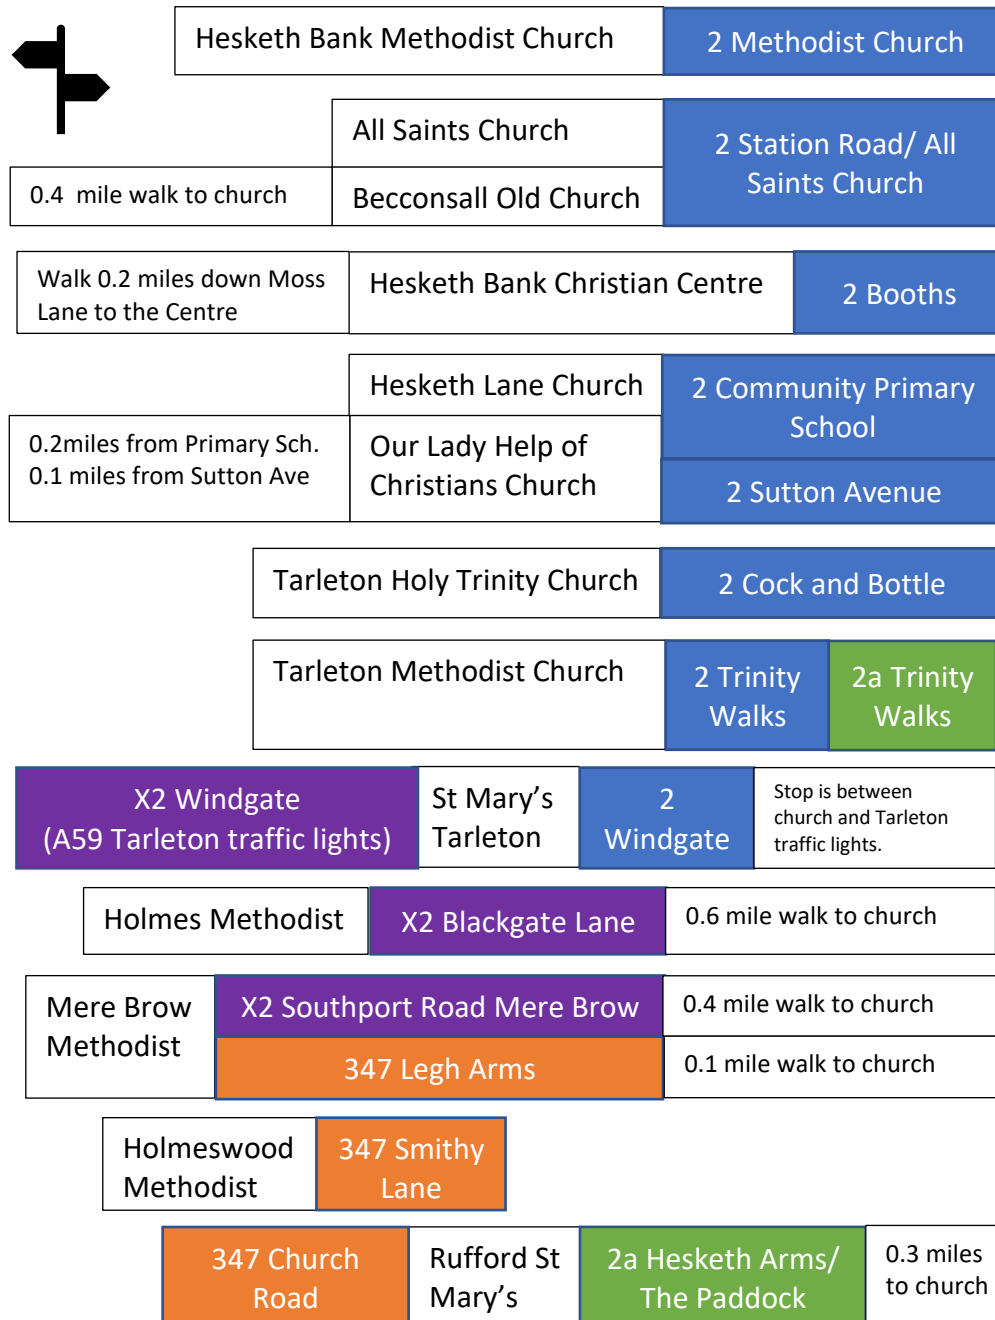 Hesketh Bank Methodist Church
2 Methodist Church
All Saints Church
2 Station Road/ All
Saints Church
0.4  mile walk to church
Becconsall Old Church
Walk 0.2 miles down Moss
Lane to the Centre
Hesketh Bank Christian Centre
2 Booths
Hesketh Lane Church
2 Community Primary
School
0.2miles from Primary Sch.
0.1 miles from Sutton Ave
Our Lady Help of
Christians Church
2 Sutton Avenue
Tarleton Holy Trinity Church
2 Cock and Bottle
Tarleton Methodist Church
2 Trinity
Walks
2a Trinity
Walks
X2 Windgate
(A59 Tarleton traffic lights)
St Mary’s
Tarleton
2
Windgate
Stop is between
church and Tarleton
traffic lights.
Holmes Methodist
X2 Blackgate Lane
0.6 mile walk to church
Mere Brow
Methodist
X2 Southport Road Mere Brow
0.4 mile walk to church
347 Legh Arms
0.1 mile walk to church
Holmeswood
Methodist
347 Smithy
Lane
347 Church
Road
Rufford St
Mary’s
2a Hesketh Arms/
The Paddock
0.3 miles
to church